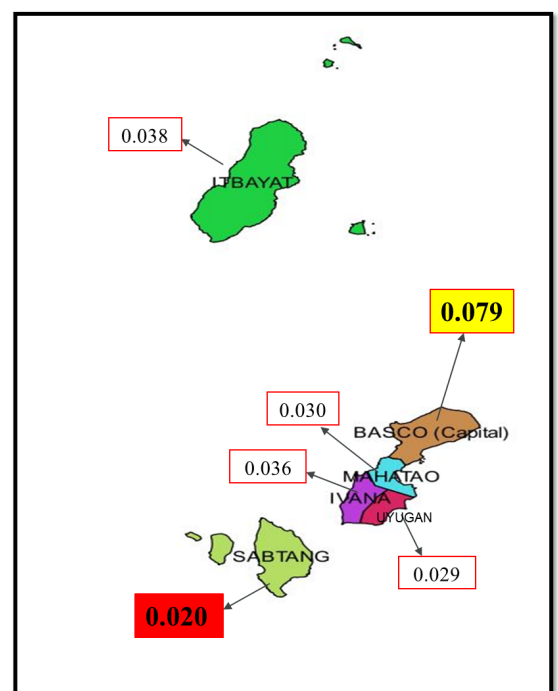 0.038
ITBAYAT
0.079
0.030
BASCO (Capital)
0.036
MAHATAO
IVANA
UYUGAN
SABTANG
0.029
0.020